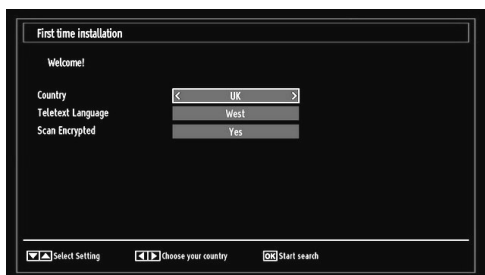 First time installation
Welcome!
Country < UK >
Teletext Language West
Scan Encrypted Yes
▼▲ Select Setting ◀▶ Choose your country OK Start search